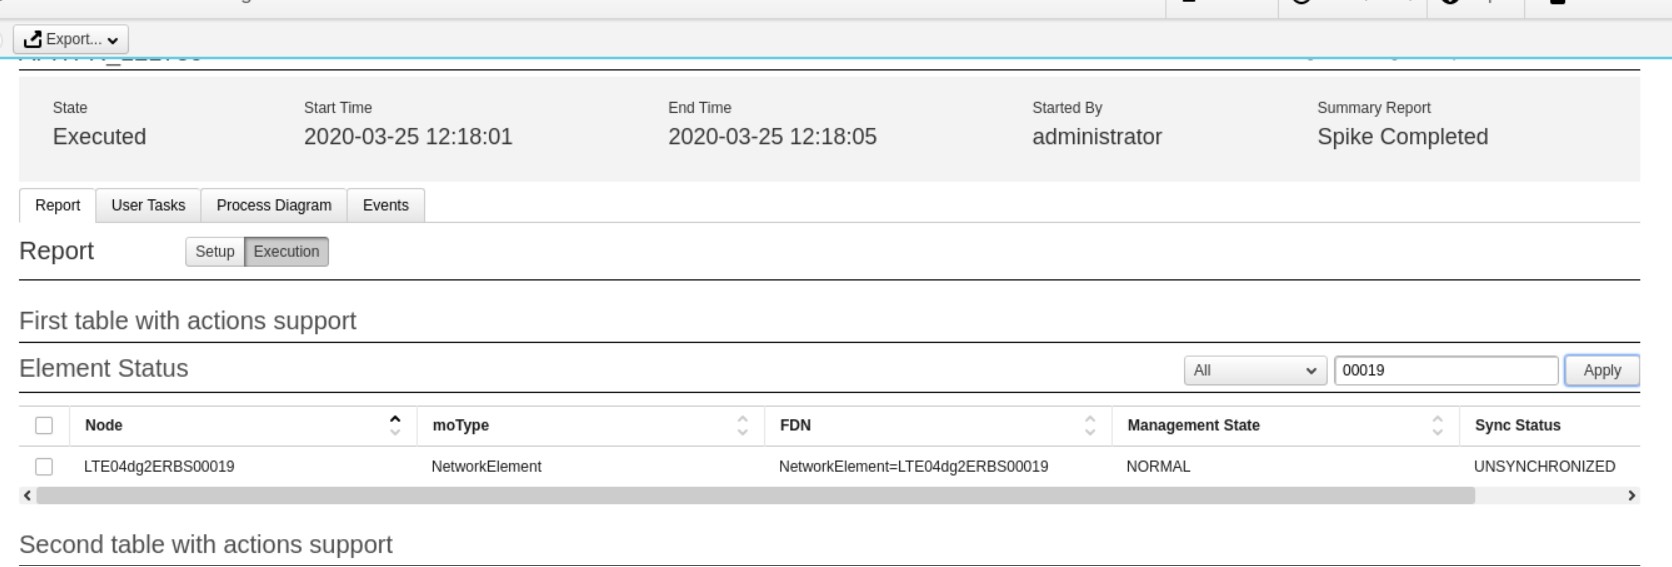 Export...
State Start Time End Time Started By Summary Report
Executed 2020-03-25 12:18:01 2020-03-25 12:18:05 administrator Spike Completed
Report User Tasks Process Diagram Events
Report Setup Execution
First table with actions support
Element Status All 00019 Apply
Node moType FDN Management State Sync Status
LTE04dg2ERBS00019 NetworkElement NetworkElement=LTE04dg2ERBS00019 NORMAL UNSYNCHRONIZED
Second table with actions support